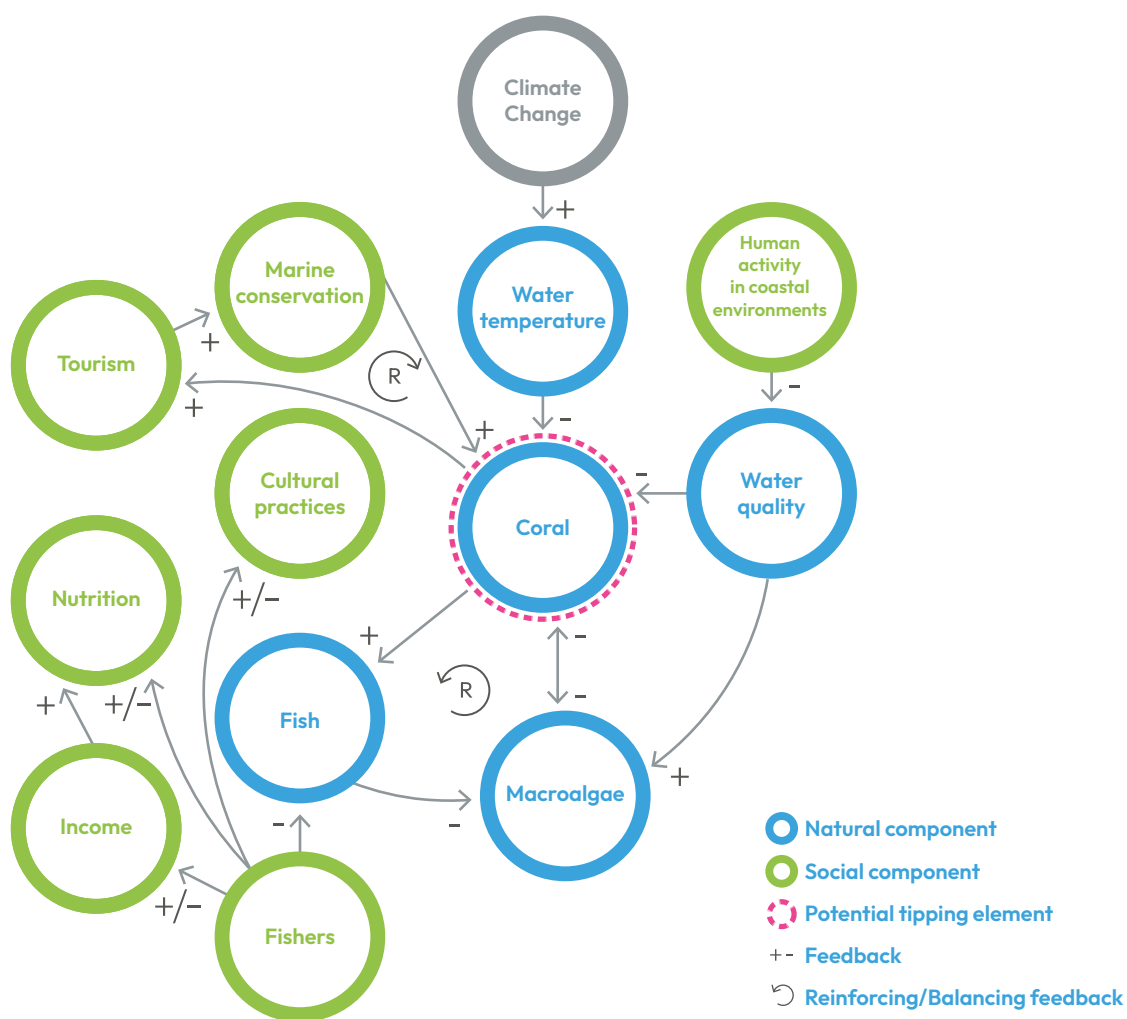 Climate
Change
+
Marine
conservation
Water
temperature
Human
activity
in coastal
environments
Tourism
+
R
+
+
-
-
Cultural
practices
Coral
-
Water
quality
Nutrition
+/-
+
-
+
+/-
R
-
Fish
+
Income
-
-
Macroalgae
+/-
Fishers
Natural component
Social component
Potential tipping element
+ - Feedback
Reinforcing/Balancing feedback